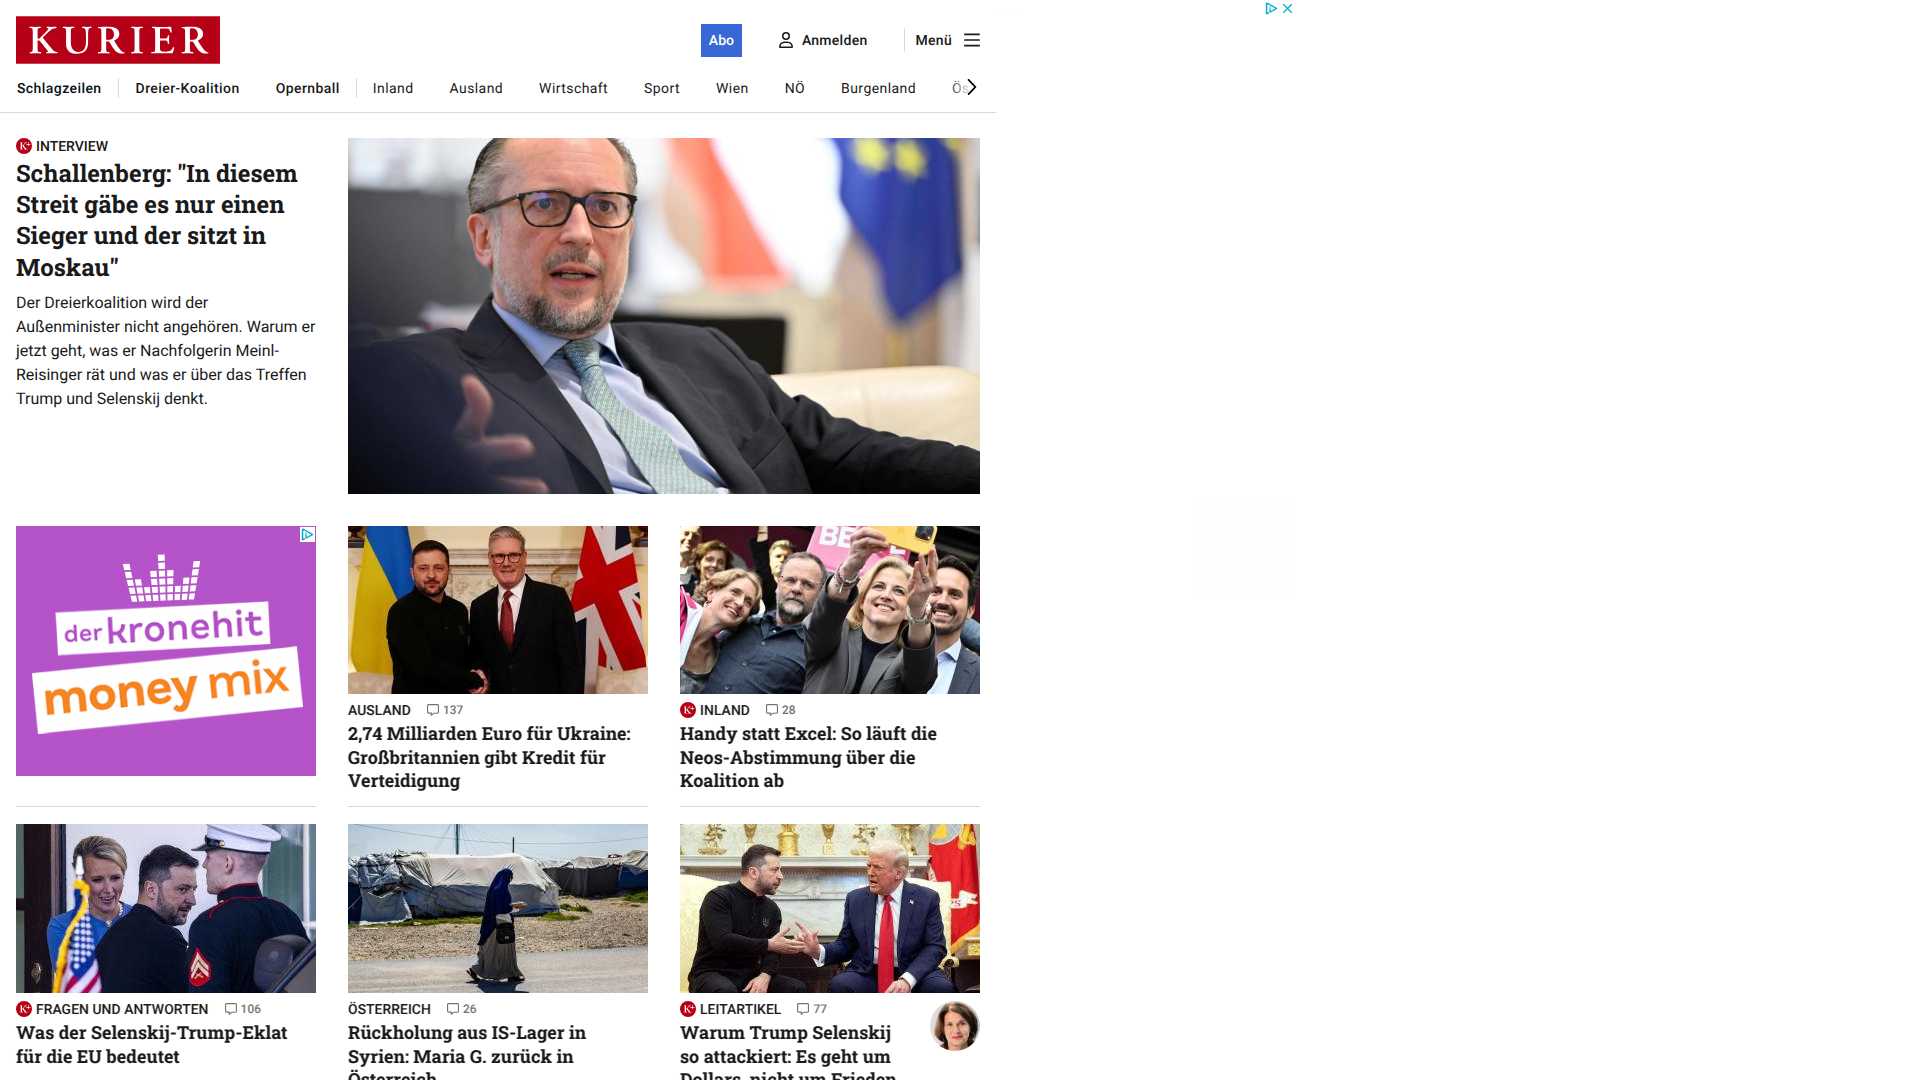 KURIER
Abo
Anmelden
Menü
Schlagzeilen
Dreier-Koalition
Opernball
Inland
Ausland
Wirtschaft
Sport
Wien
NÖ
Burgenland
INTERVIEW
Schallenberg: "In diesem
Streit gäbe es nur einen
Sieger und der sitzt in
Moskau"
Der Dreierkoalition wird der
Außenminister nicht angehören. Warum er
jetzt geht, was er Nachfolgerin Meinl-
Reisinger rät und was er über das Treffen
Trump und Selenskij denkt.
der kronehit
money mix
AUSLAND 137
2,74 Milliarden Euro für Ukraine:
Großbritannien gibt Kredit für
Verteidigung
INLAND 28
Handy statt Excel: So läuft die
Neos-Abstimmung über die
Koalition ab
FRAGEN UND ANTWORTEN 106
Was der Selenskij-Trump-Eklat
für die EU bedeutet
ÖSTERREICH 26
Rückholung aus IS-Lager in
Syrien: Maria G. zurück in
Österreich
LEITARTIKEL 77
Warum Trump Selenskij
so attackiert: Es geht um
Dollars, nicht um Frieden